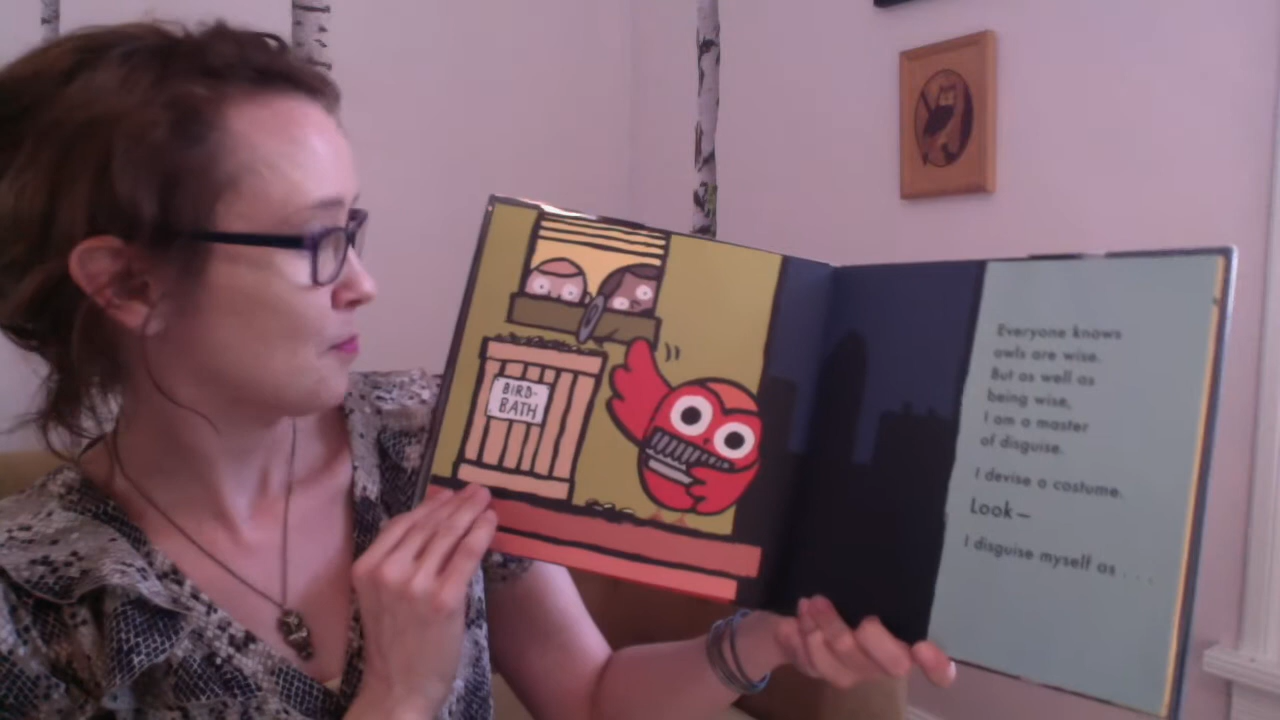 BIRD-
BATH
Everyone knows
owls are wise.
But as well as
being wise,
I am a master
of disguise.
I devise a costume.
Look—
I disguise myself as . . .